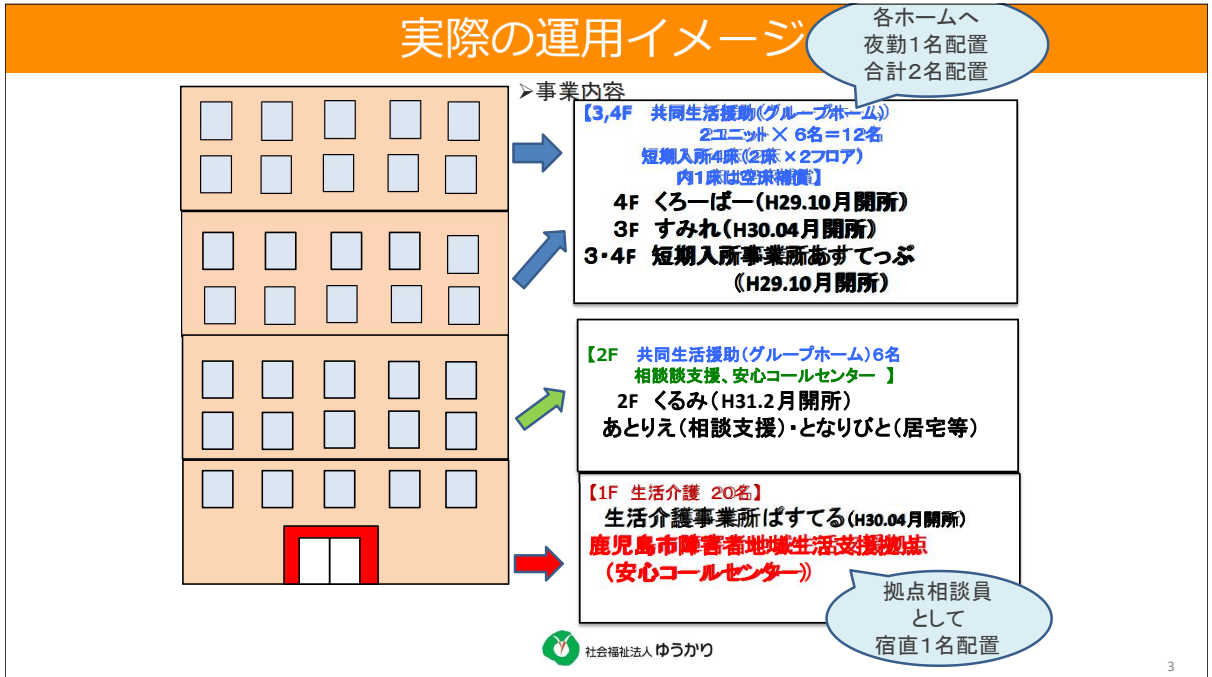 実際の運用イメージ
各ホームへ
夜勤1名配置
合計2名配置
➢事業内容
【3,4F 共同生活援助(グループホーム)
2ユニット×6名=12名
短期入所4床(2床×2フロア)
内1床は空床補償】
4F くろーばー(H29.10月開所)
3F すみれ(H30.04月開所)
3・4F 短期入所事業所あすてっぷ
(H29.10月開所)
【2F 共同生活援助(グループホーム)6名
相談談支援、安心コールセンター 】
2F くるみ(H31.2月開所)
あとりえ(相談支援)・となりびと(居宅等)
【1F 生活介護 20名】
生活介護事業所ぱすてる(H30.04月開所)
鹿児島市障害者地域生活支援拠点
(安心コールセンター)
拠点相談員
として
宿直1名配置
社会福祉法人 ゆうかり
3